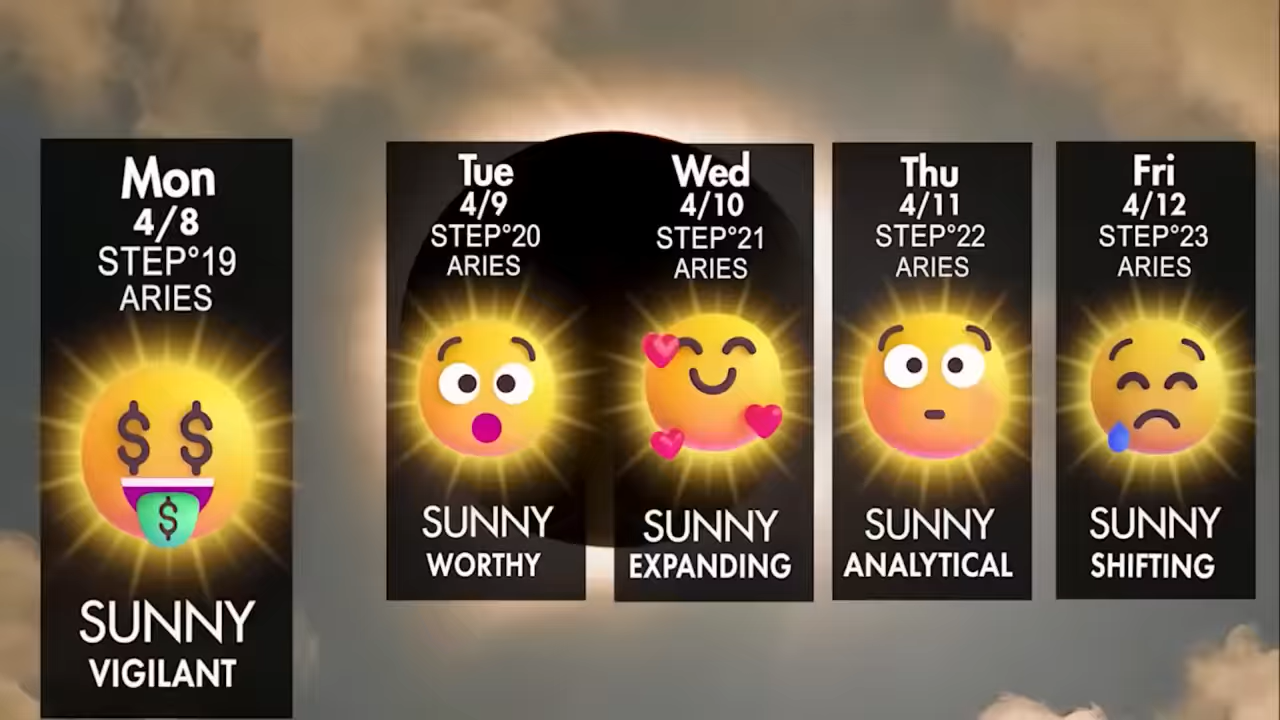 Mon
4/8
STEP°19
ARIES
$ $
$
SUNNY
VIGILANT
Tue
4/9
STEP°20
ARIES
SUNNY
WORTHY
Wed
4/10
STEP°21
ARIES
SUNNY
EXPANDING
Thu
4/11
STEP°22
ARIES
SUNNY
ANALYTICAL
Fri
4/12
STEP°23
ARIES
SUNNY
SHIFTING